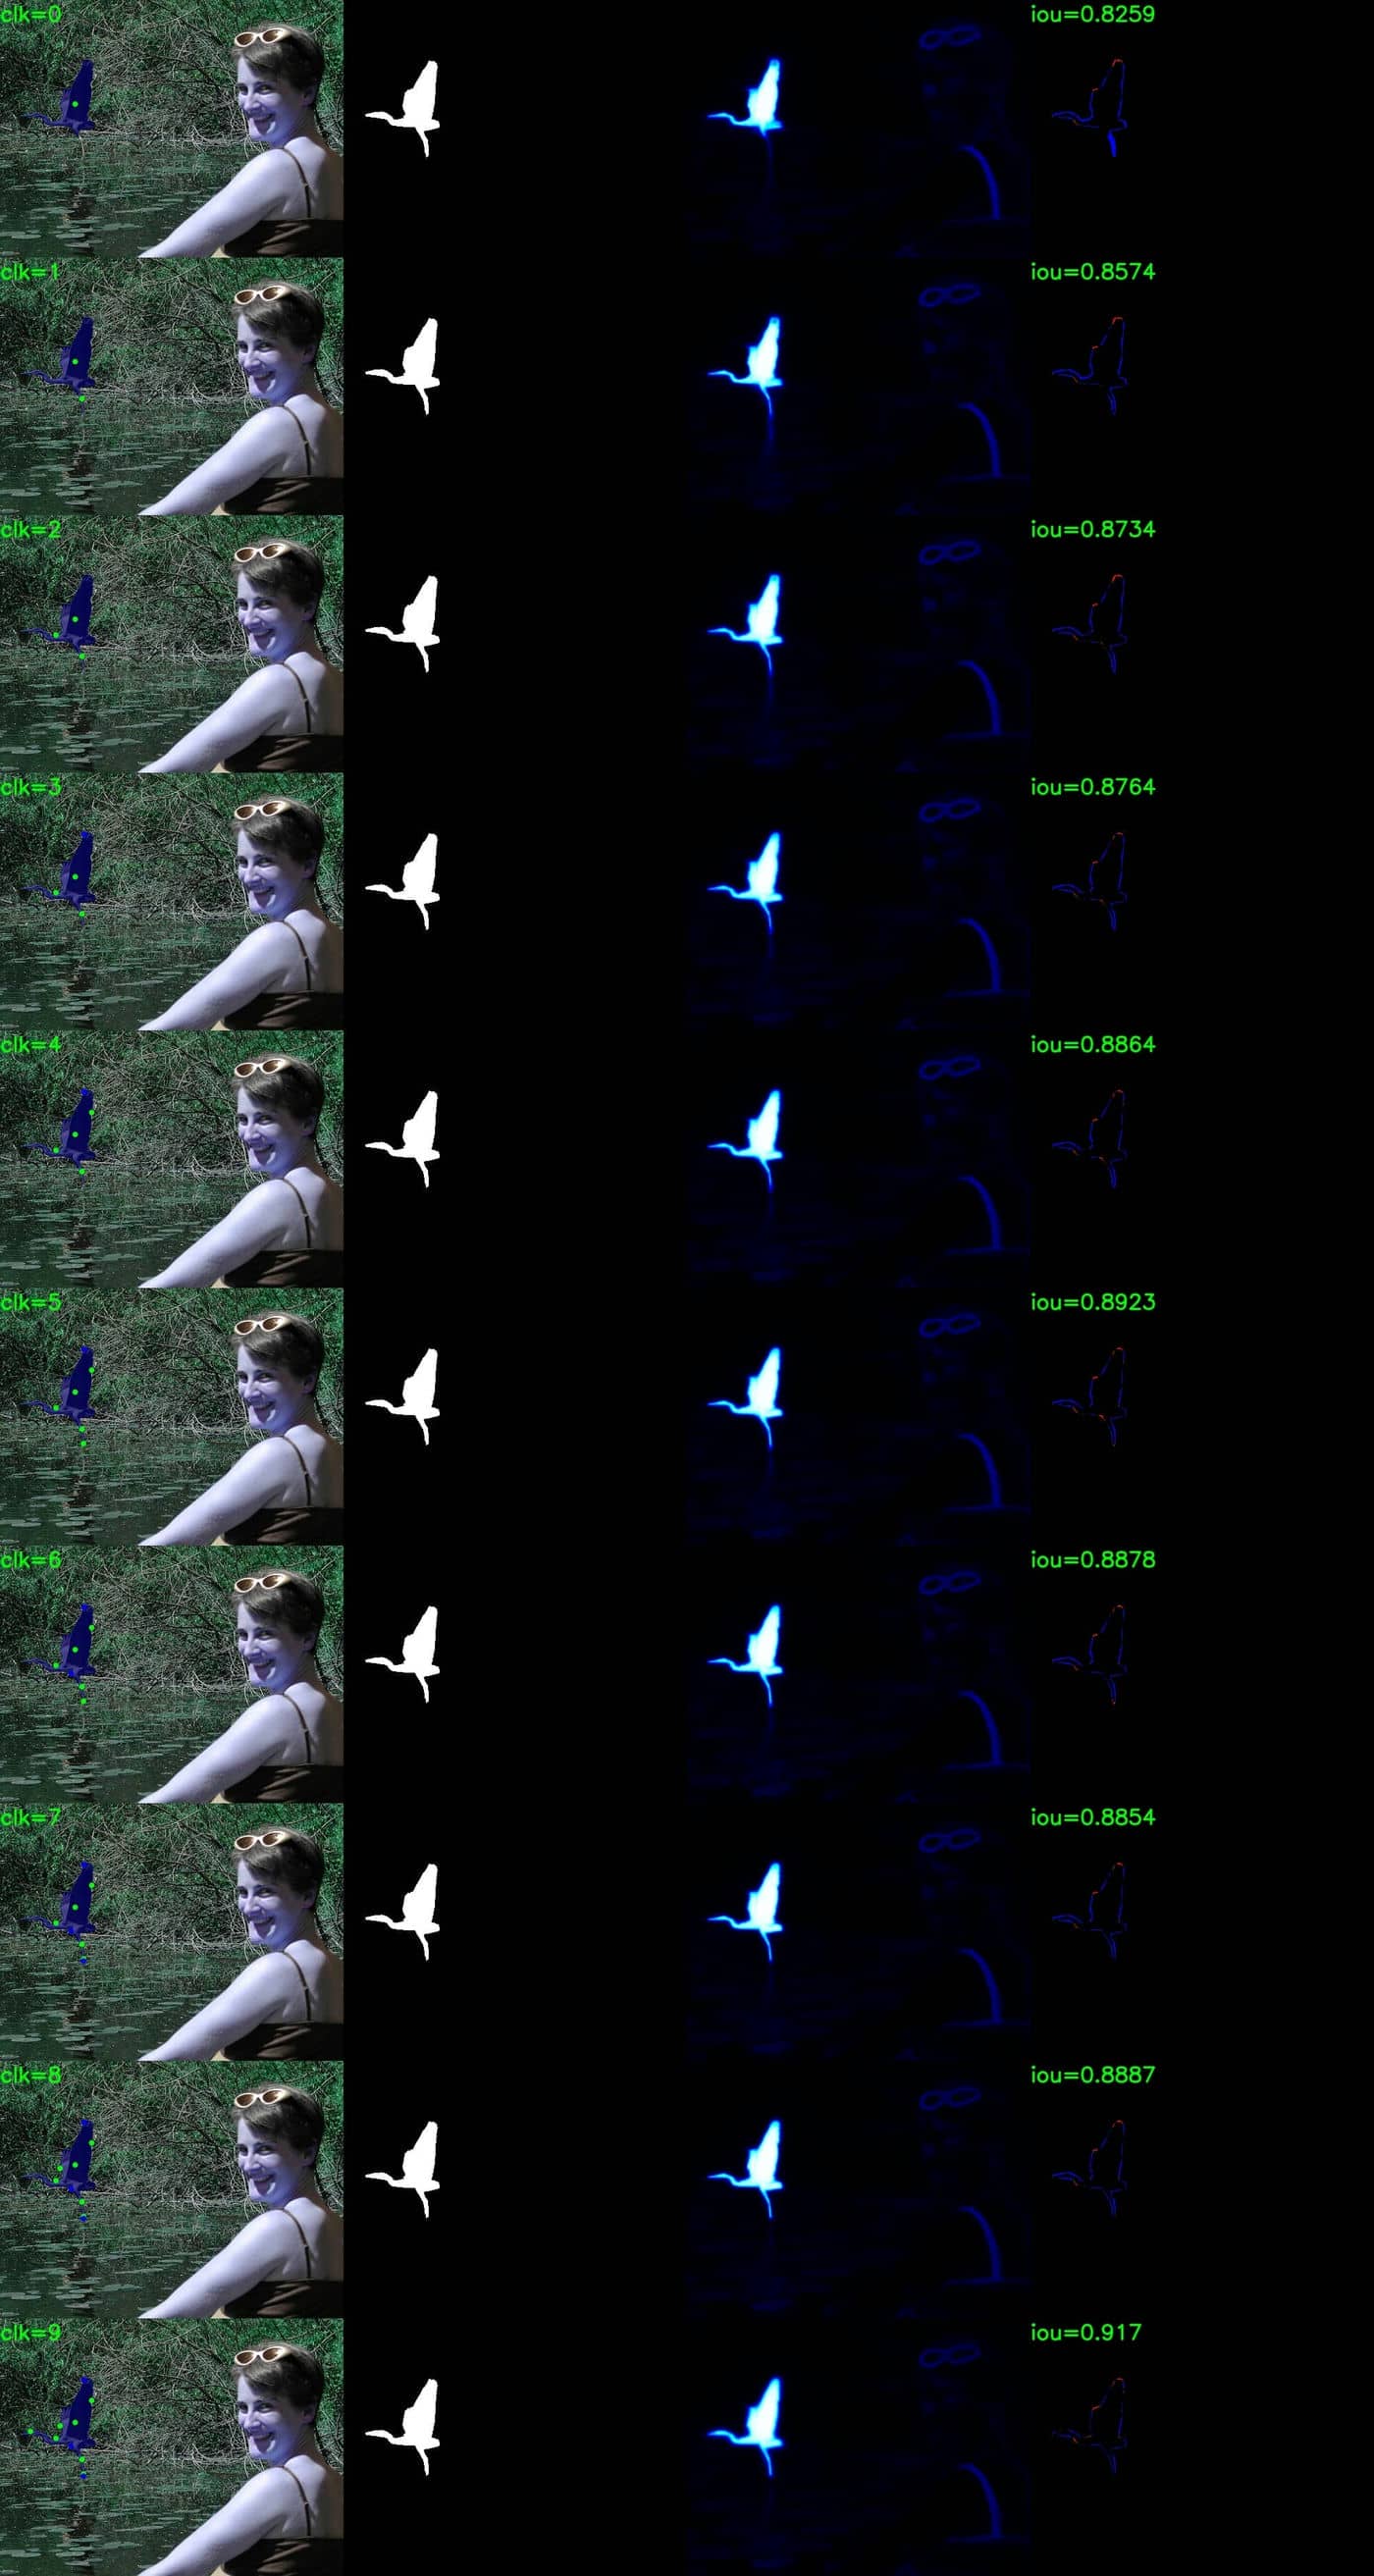 clk=0 iou=0.8259
clk=1 iou=0.8574
clk=2 iou=0.8734
clk=3 iou=0.8764
clk=4 iou=0.8864
clk=5 iou=0.8923
clk=6 iou=0.8878
clk=7 iou=0.8854
clk=8 iou=0.8887
clk=9 iou=0.917